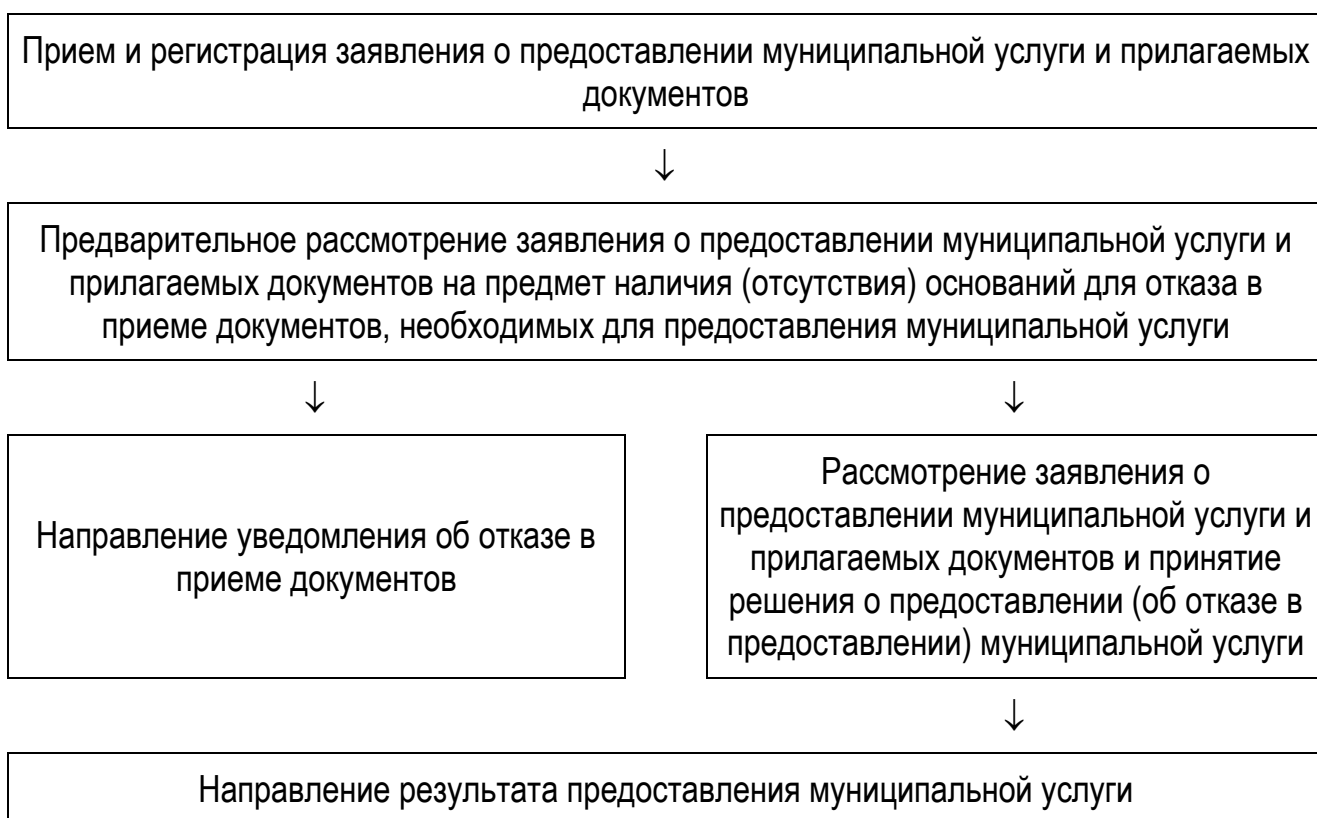 Прием и регистрация заявления о предоставлении муниципальной услуги и прилагаемых
документов
↓
Предварительное рассмотрение заявления о предоставлении муниципальной услуги и
прилагаемых документов на предмет наличия (отсутствия) оснований для отказа в
приеме документов, необходимых для предоставления муниципальной услуги
↓ ↓
Направление уведомления об отказе в
приеме документов
Рассмотрение заявления о
предоставлении муниципальной услуги и
прилагаемых документов и принятие
решения о предоставлении (об отказе в
предоставлении) муниципальной услуги
↓
Направление результата предоставления муниципальной услуги